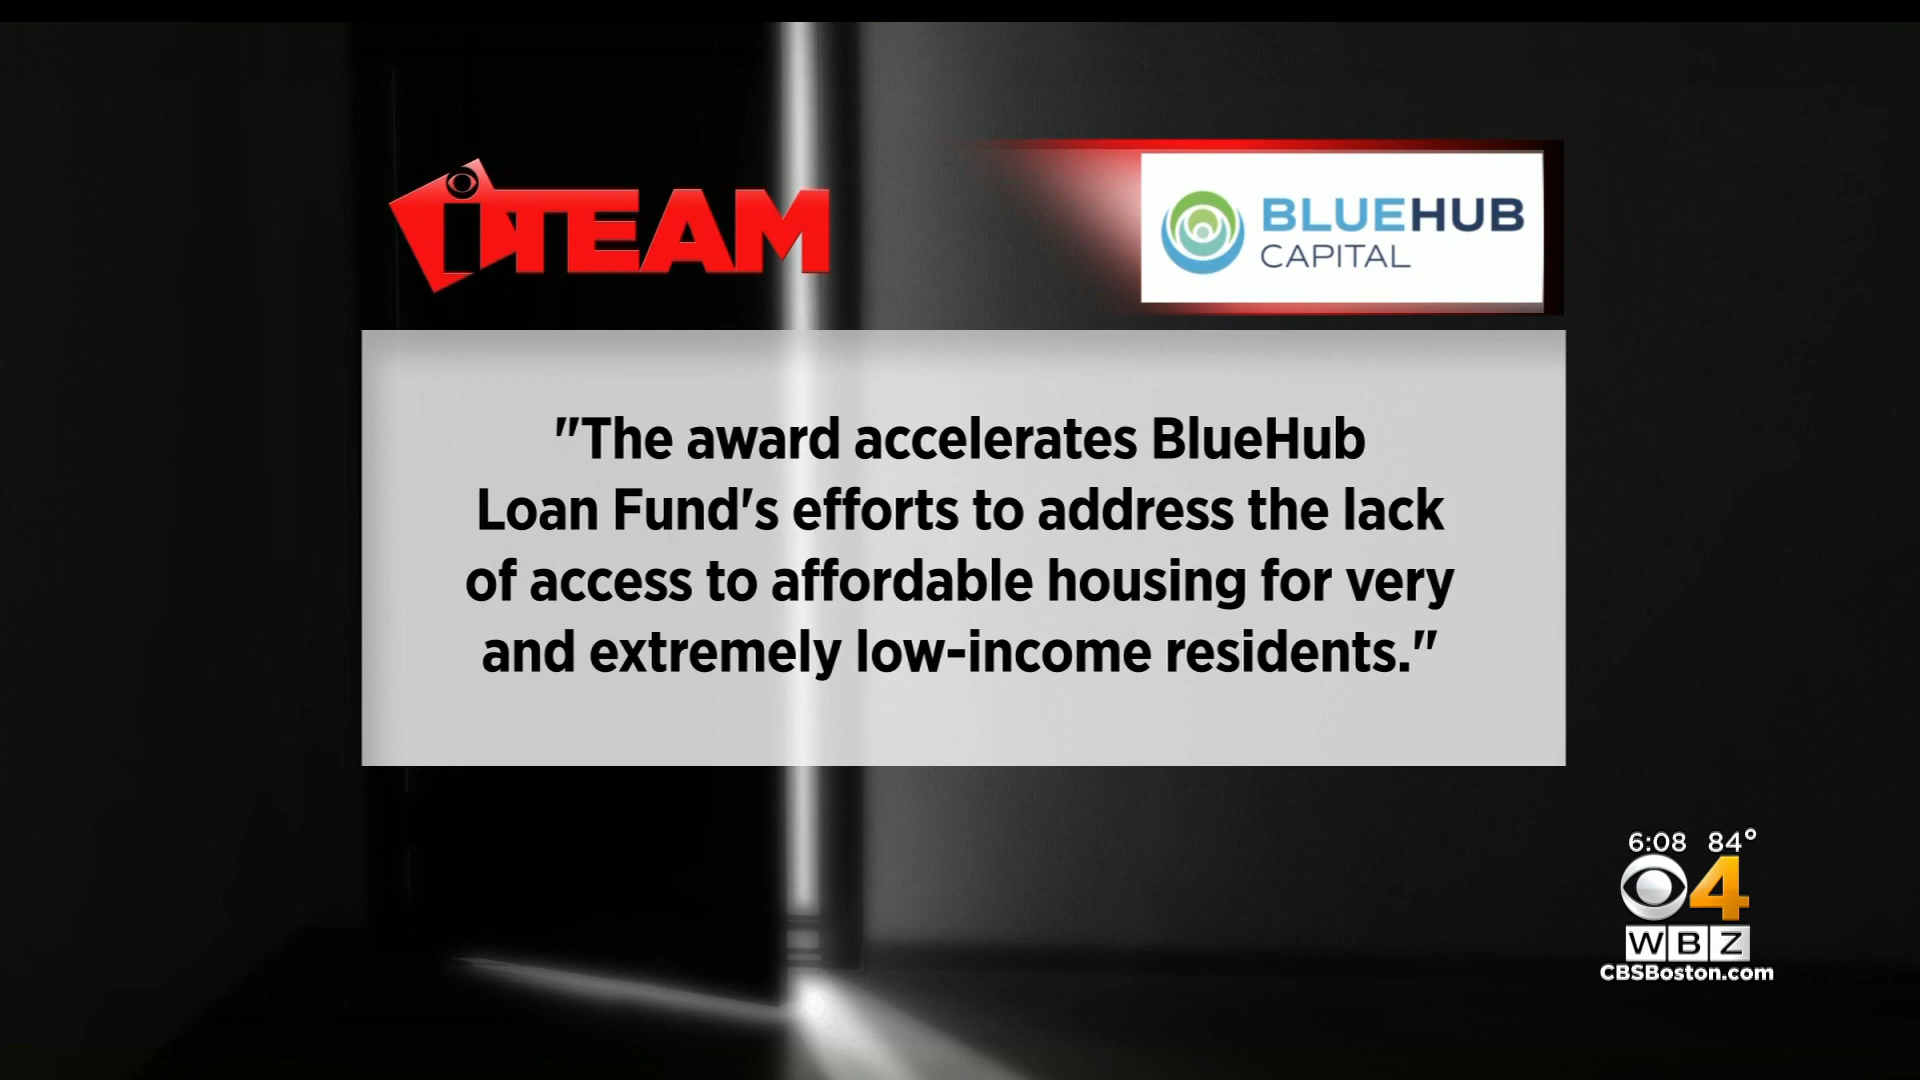 iTEAM
BLUEHUB
CAPITAL
"The award accelerates BlueHub
Loan Fund's efforts to address the lack
of access to affordable housing for very
and extremely low-income residents."
6:08 84°
4
WBZ
CBSBoston.com